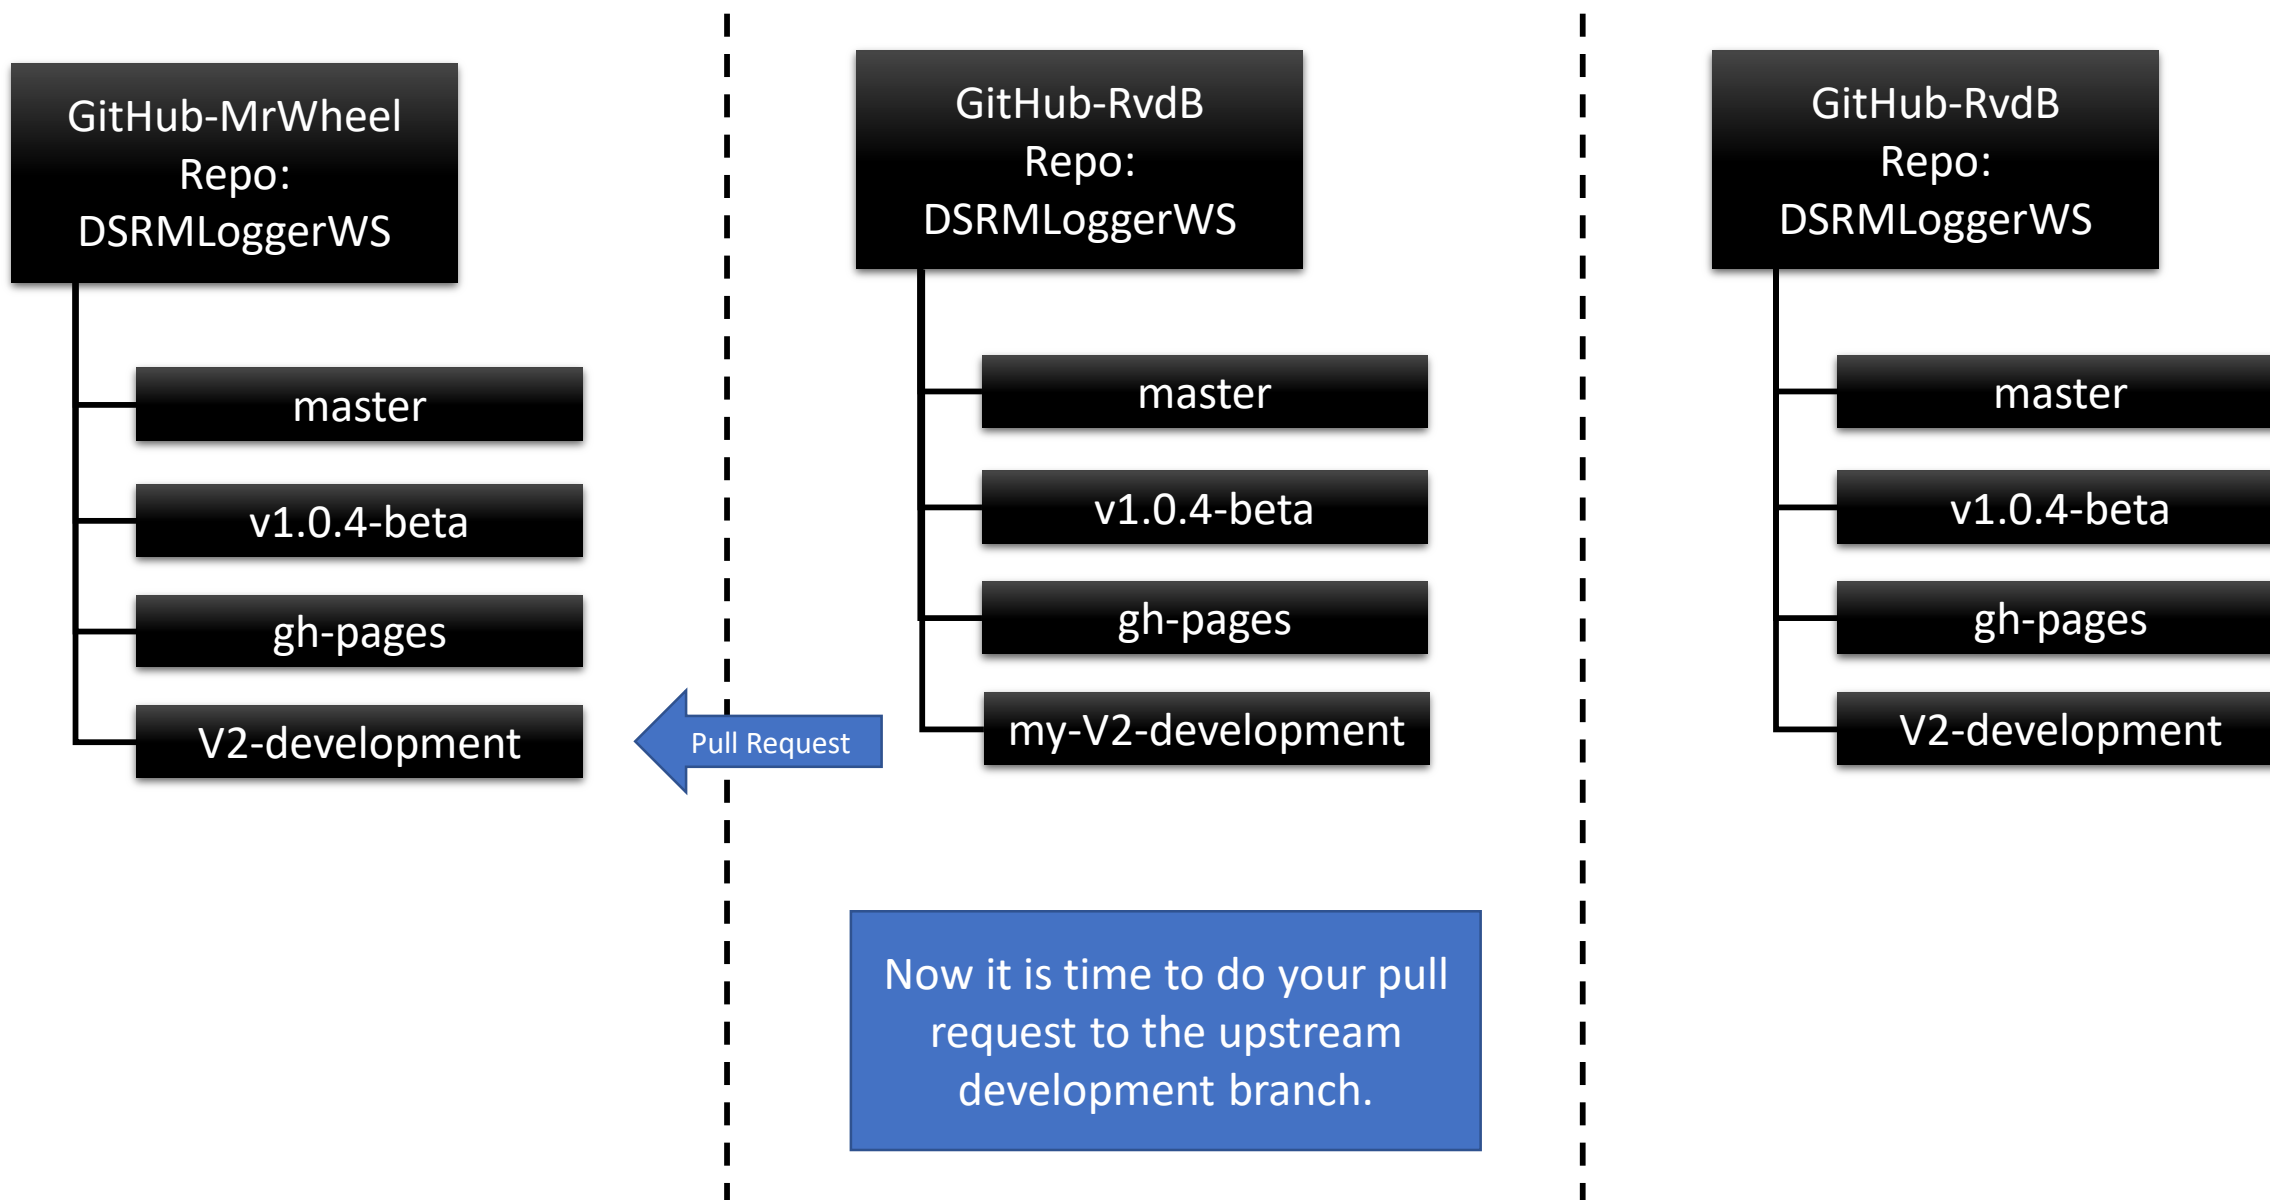 GitHub-MrWheel
Repo:
DSRMLoggerWS
master
v1.0.4-beta
gh-pages
V2-development
Pull Request
GitHub-RvdB
Repo:
DSRMLoggerWS
master
v1.0.4-beta
gh-pages
my-V2-development
Now it is time to do your pull
request to the upstream
development branch.
GitHub-RvdB
Repo:
DSRMLoggerWS
master
v1.0.4-beta
gh-pages
V2-development